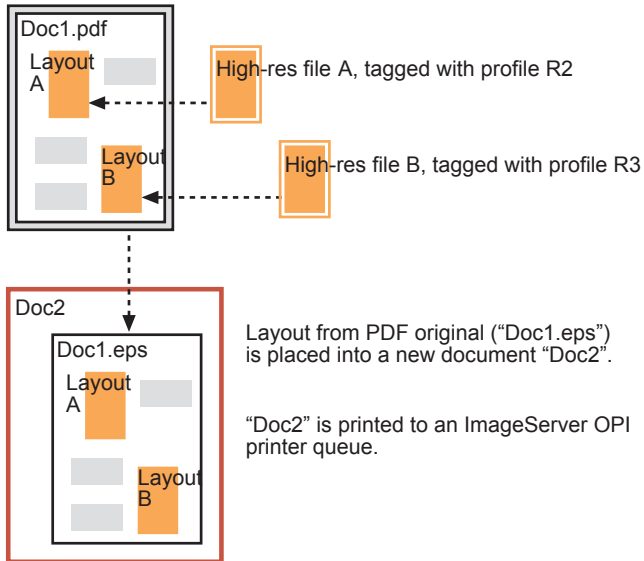 Doc1.pdf
Layout
A
High-res file A, tagged with profile R2
Layout
B
High-res file B, tagged with profile R3
Doc2
Doc1.eps
Layout
A
Layout
B
Layout from PDF original (“Doc1.eps”)
is placed into a new document “Doc2”.
“Doc2” is printed to an ImageServer OPI
printer queue.